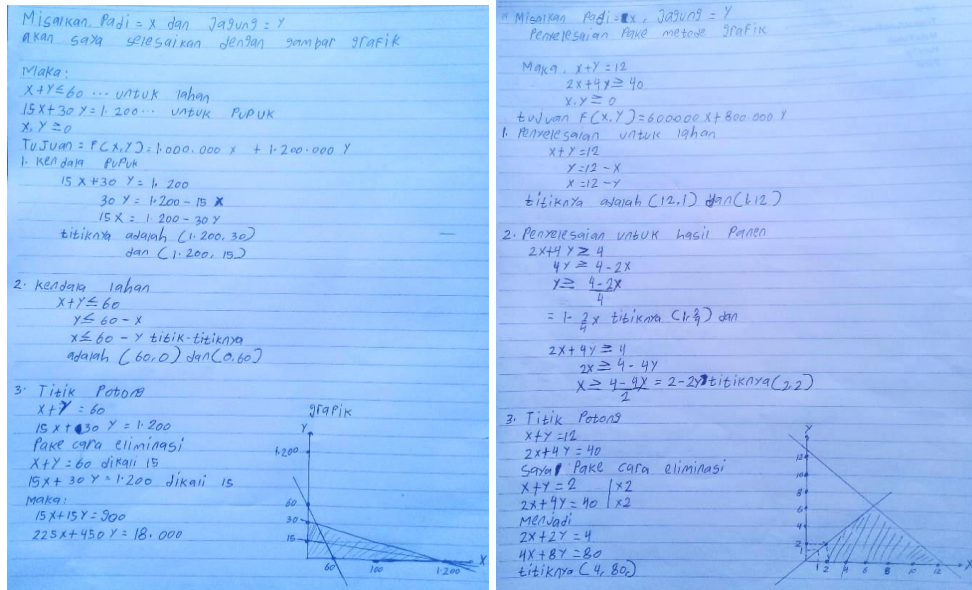 Misalkan Padi = x dan Jagung = Y
akan saya selesaikan dengan gambar grafik
Maka:
x+y ≤ 60 ... untuk lahan
15x+30 y = 1.200 ... untuk pupuk
x, y ≥ 0
Tujuan = F(x,y) = 1.000.000 x + 1.200.000 y
1. kendala pupuk
15 x + 30 y = 1.200
30 y = 1.200 - 15 x
15 x = 1.200 - 30 y
titiknya adalah (1.200, 30)
dan (1.200, 15)
2. kendala lahan
x+y ≤ 60
y ≤ 60 - x
x ≤ 60 - y titik-titiknya
adalah (60,0) dan (0,60)
3. Titik Potong
x+y = 60
15 x + 30 y = 1.200
Pake cara eliminasi
x+y = 60 dikali 15
15x + 30 y = 1.200 dikali 15
Maka:
15x+15y = 900
225x+450y = 18.000
grafik
Y
1.200
60
30
15
60 100 1.200
X
Misalkan Padi = x, Jagung = Y
Penyelesaian Pake metode grafik
Maka, x+y = 12
2x+4y ≥ 40
x,y ≥ 0
tujuan F(x,y) = 600000 x + 800.000 y
1. Penyelesaian untuk lahan
x+y = 12
y = 12 - x
x = 12 - y
titiknya adalah (12,1) dan (1,12)
2. Penyelesaian untuk hasil Panen
2x+4 y ≥ 4
4y ≥ 4-2x
y ≥ 4-2x
4
= 1- 2/4 x titiknya (1, 2/4) dan
2x+4y ≥ 4
2x ≥ 4-4y
x ≥ 4-4y = 2-2y titiknya (2,2)
2
3. Titik Potong
x+y = 12
2x+4y = 40
saya Pake cara eliminasi
x+y = 2 | x2
2x+4y = 40 | x2
Menjadi
2x+2y = 4
4x+8y = 80
titiknya (4, 80,)
Y
12
10
8
6
4
2
1
1 2 4 6 8 10 12
X